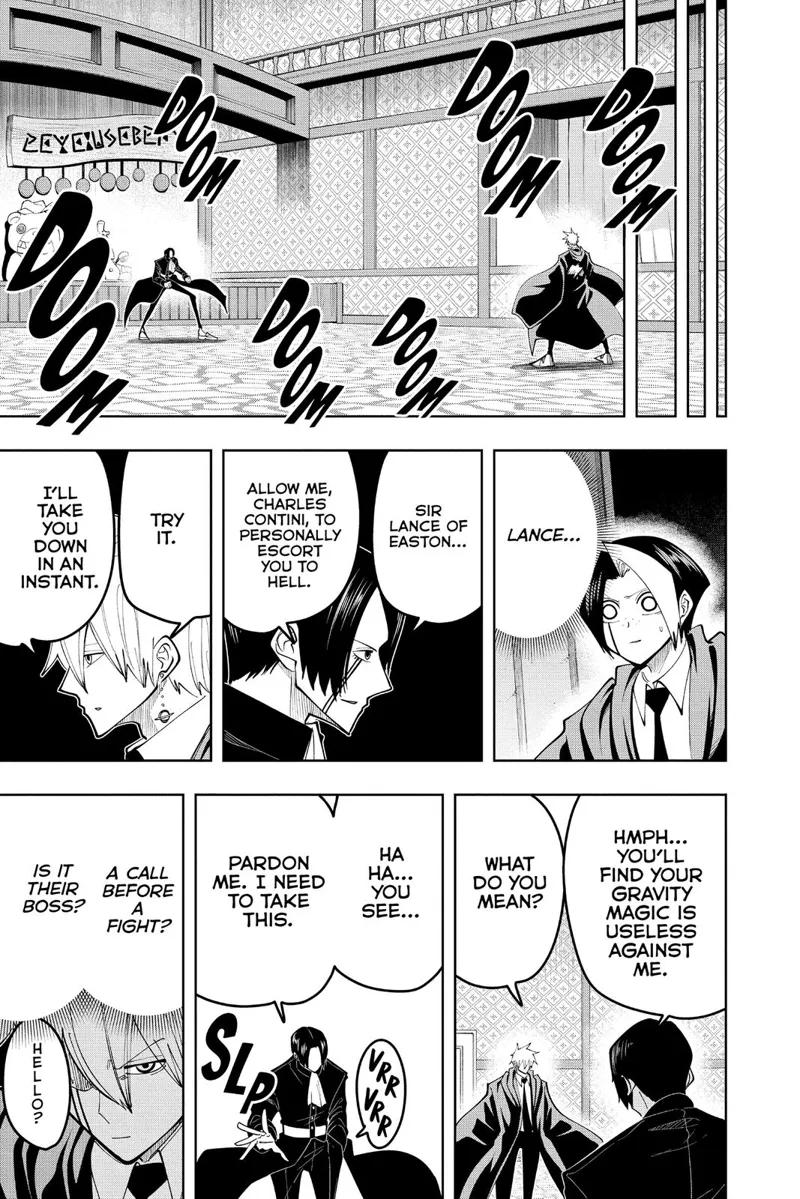 DOOM
DOOM
DOOM
DOOM
DOOM
DOOM
LANCE...
SIR
LANCE OF
EASTON...
ALLOW ME,
CHARLES
CONTINI, TO
PERSONALLY
ESCORT
YOU TO
HELL.
TRY
IT.
I'LL
TAKE
YOU
DOWN
IN AN
INSTANT.
HMPH...
YOU'LL
FIND YOUR
GRAVITY
MAGIC IS
USELESS
AGAINST
ME.
WHAT
DO YOU
MEAN?
HA
HA...
YOU
SEE...
PARDON
ME. I NEED
TO TAKE
THIS.
VRR
VRR
SLP
A CALL
BEFORE
A
FIGHT?
IS IT
THEIR
BOSS?
HELLO?